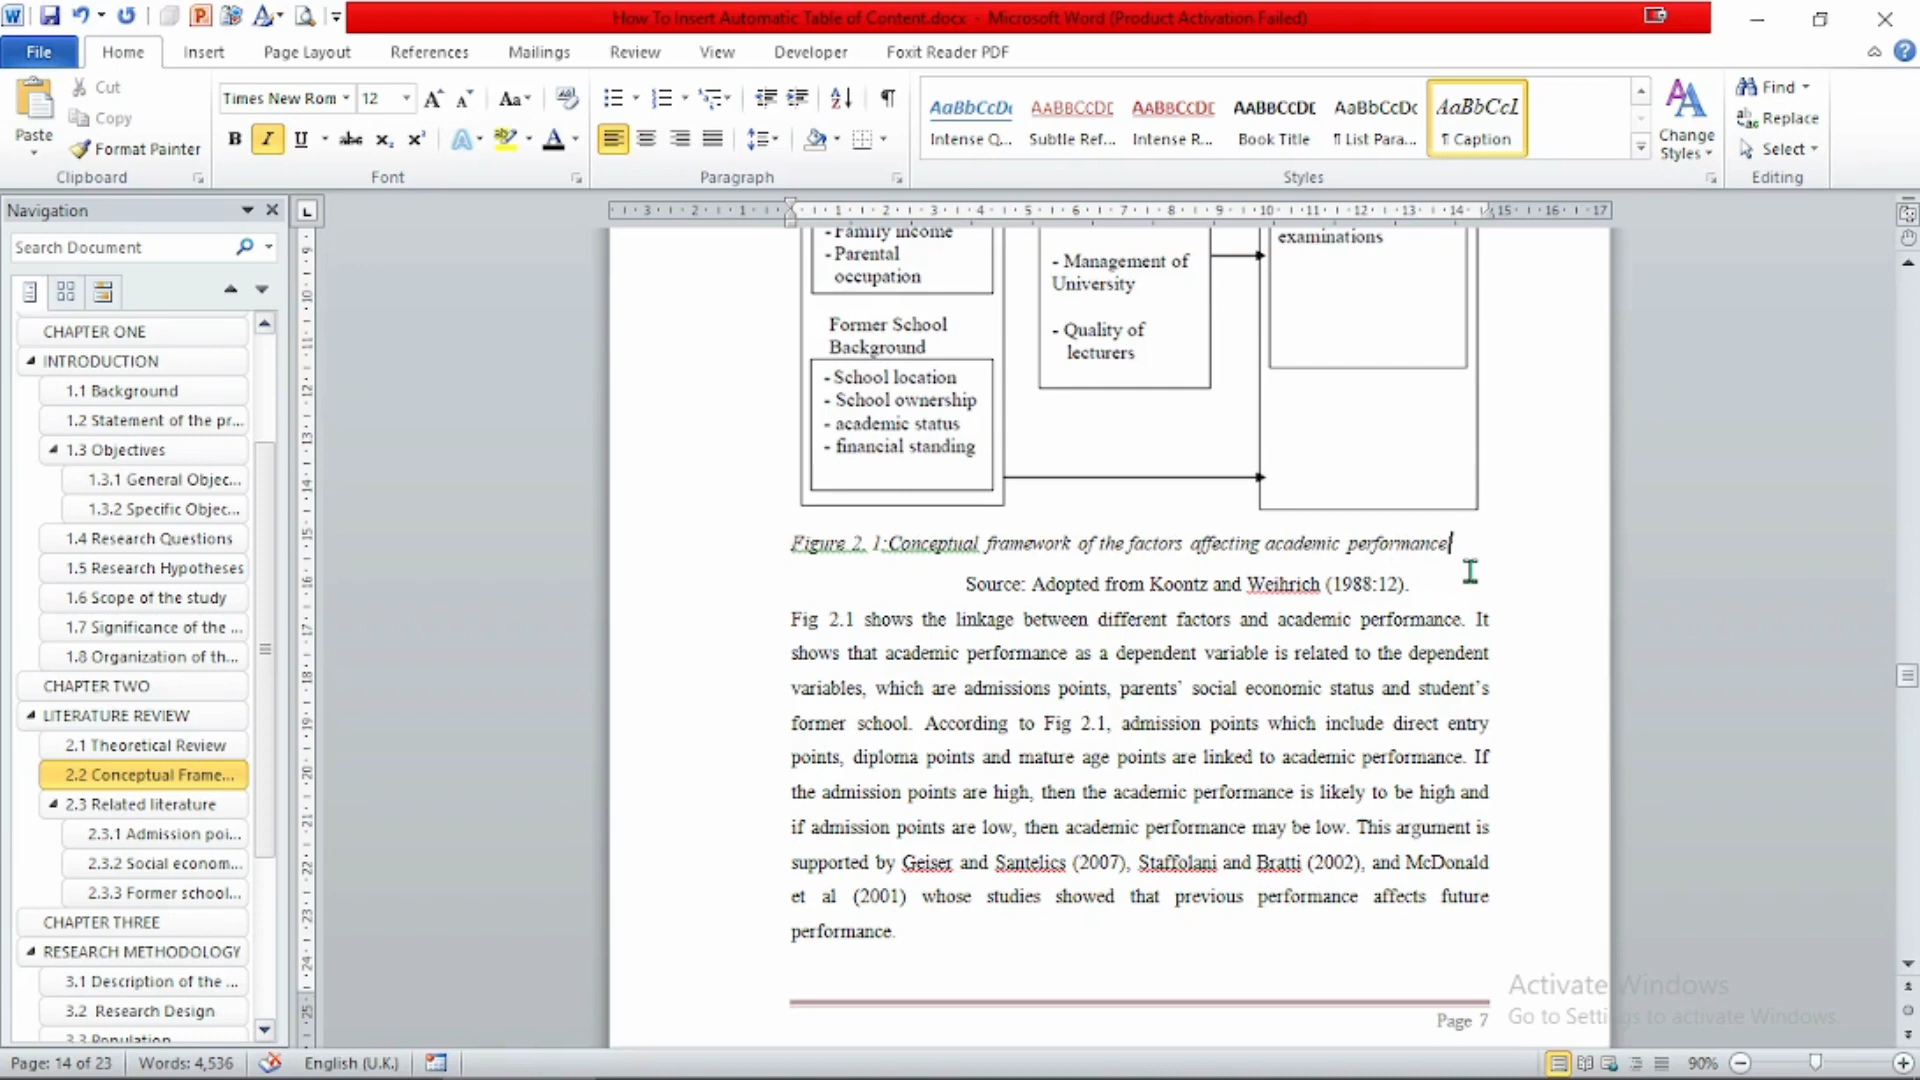 How To Insert Automatic Table of Content.docx - Microsoft Word (Product Activation Failed)
File Home Insert Page Layout References Mailings Review View Developer Foxit Reader PDF
Paste
Cut
Copy
Format Painter
Clipboard
Times New Rom 12
Font
Paragraph
AaBbCcDc AABBCCDI AABBCCDI AABBCCDI AaBbCcDc AaBbCcI
Intense Q... Subtle Ref... Intense R... Book Title ¶ List Para... ¶ Caption
Change Styles
Styles
Find
Replace
Select
Editing
Navigation
Search Document
CHAPTER ONE
INTRODUCTION
1.1 Background
1.2 Statement of the pr...
1.3 Objectives
1.3.1 General Objec...
1.3.2 Specific Objec...
1.4 Research Questions
1.5 Research Hypotheses
1.6 Scope of the study
1.7 Significance of the ...
1.8 Organization of th...
CHAPTER TWO
LITERATURE REVIEW
2.1 Theoretical Review
2.2 Conceptual Frame...
2.3 Related literature
2.3.1 Admission poi...
2.3.2 Social econom...
2.3.3 Former school...
CHAPTER THREE
RESEARCH METHODOLOGY
3.1 Description of the ...
3.2 Research Design
3.3 Population
- Family income
- Parental
occupation
Former School
Background
- School location
- School ownership
- academic status
- financial standing
- Management of
University
- Quality of
lecturers
examinations
Figure 2. 1:Conceptual framework of the factors affecting academic performance
Source: Adopted from Koontz and Weihrich (1988:12).
Fig 2.1 shows the linkage between different factors and academic performance. It
shows that academic performance as a dependent variable is related to the dependent
variables, which are admissions points, parents’ social economic status and student’s
former school. According to Fig 2.1, admission points which include direct entry
points, diploma points and mature age points are linked to academic performance. If
the admission points are high, then the academic performance is likely to be high and
if admission points are low, then academic performance may be low. This argument is
supported by Geiser and Santelics (2007), Staffolani and Bratti (2002), and McDonald
et al (2001) whose studies showed that previous performance affects future
performance.
Page 7
Activate Windows
Go to Settings to activate Windows.
Page: 14 of 23 Words: 4,536 English (U.K.) 90%